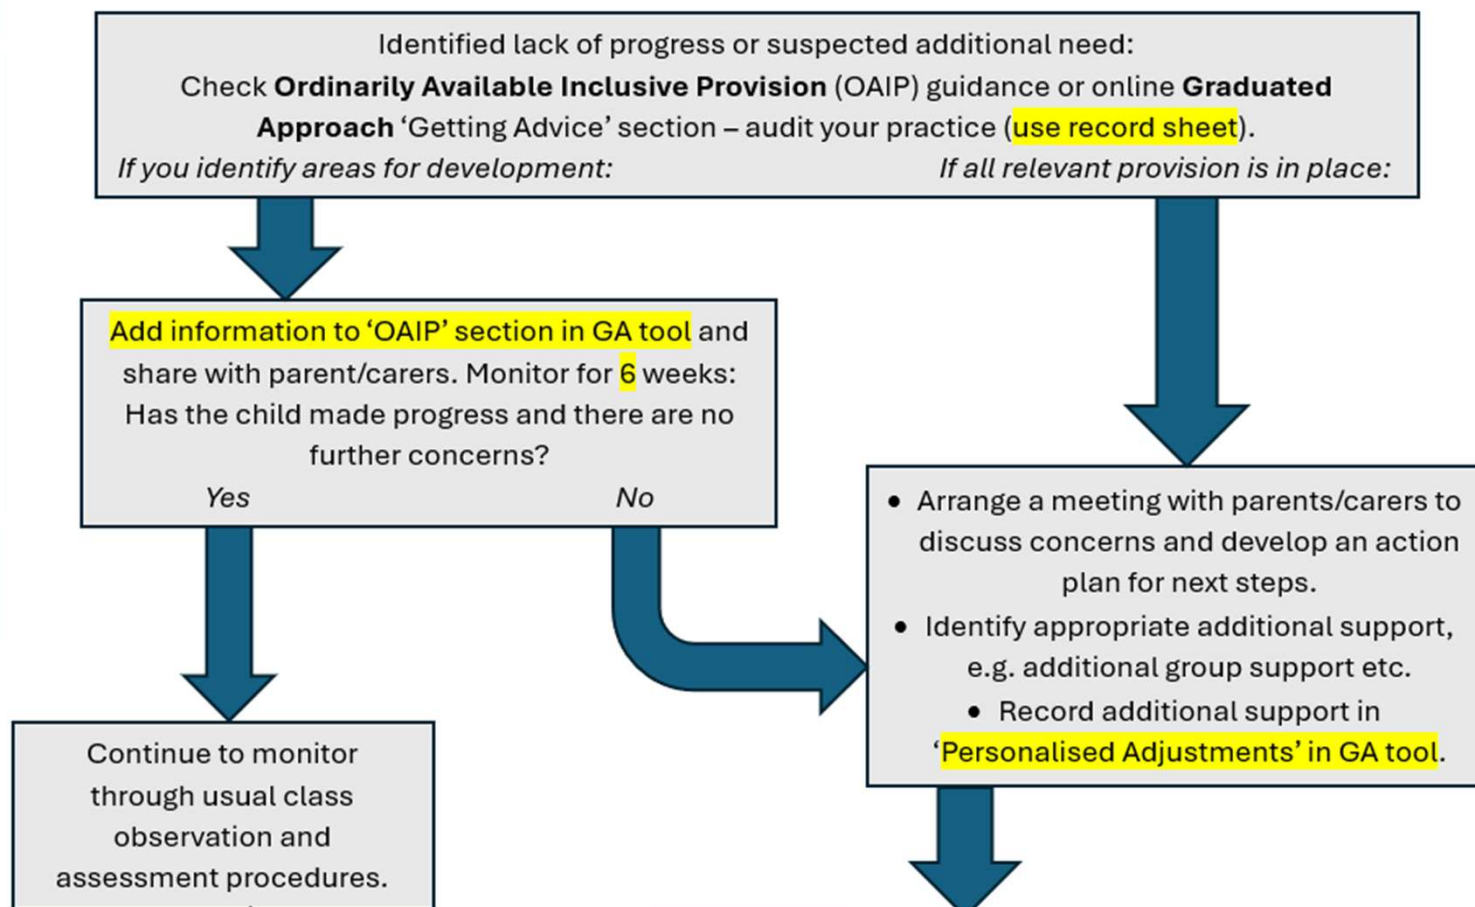 Identified lack of progress or suspected additional need:
Check Ordinarily Available Inclusive Provision (OAIP) guidance or online Graduated
Approach ‘Getting Advice’ section – audit your practice (use record sheet).
If you identify areas for development:
If all relevant provision is in place:
Add information to ‘OAIP’ section in GA tool and
share with parent/carers. Monitor for 6 weeks:
Has the child made progress and there are no
further concerns?
Yes
No
• Arrange a meeting with parents/carers to
discuss concerns and develop an action
plan for next steps.
• Identify appropriate additional support,
e.g. additional group support etc.
• Record additional support in
‘Personalised Adjustments’ in GA tool.
Continue to monitor
through usual class
observation and
assessment procedures.